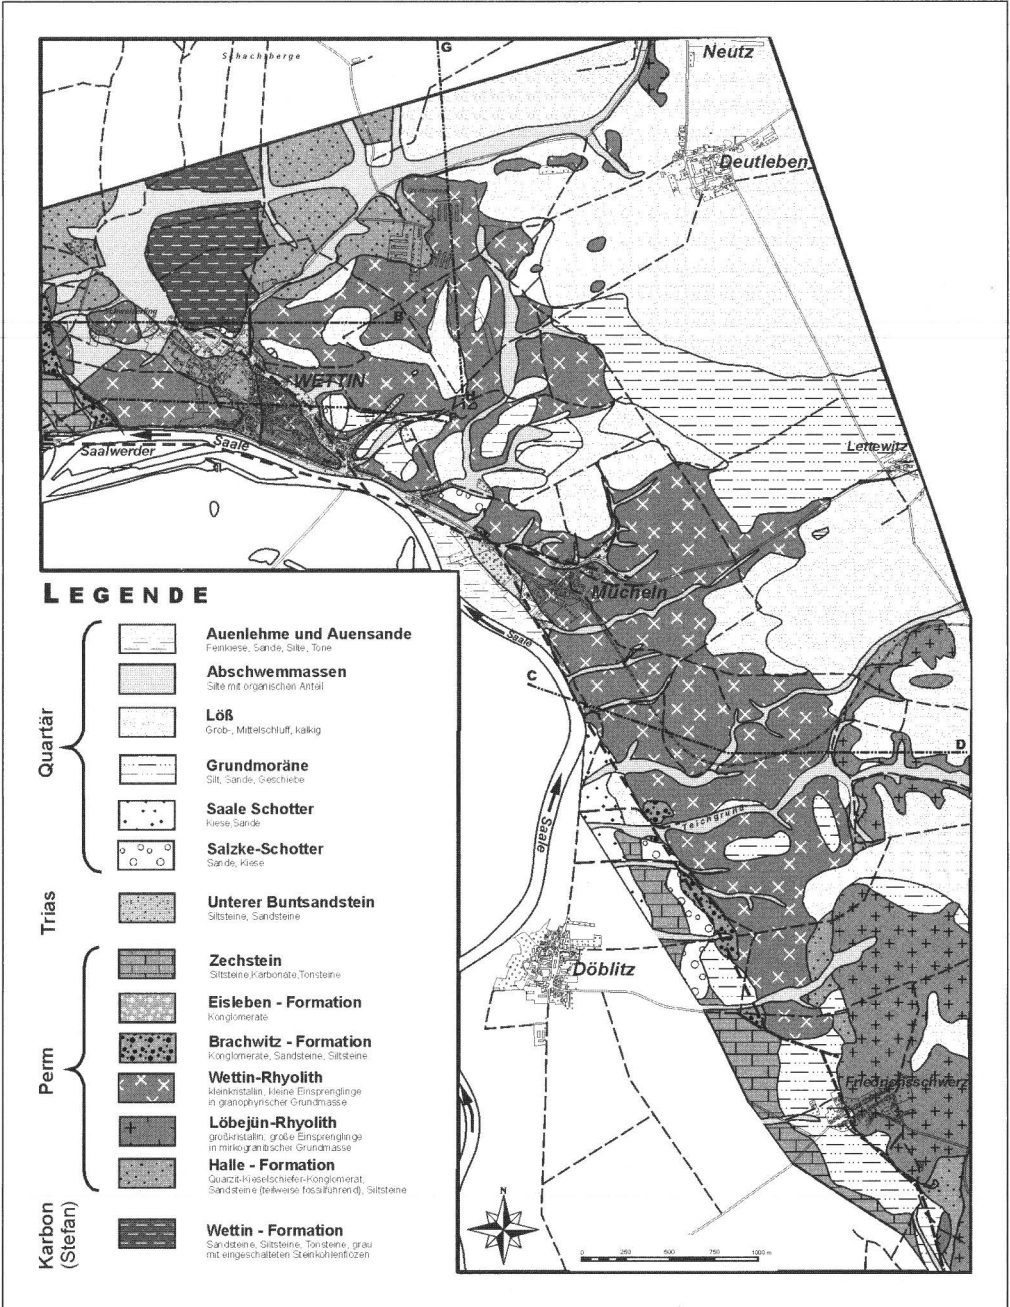 Schachtberge
G
Neutz
Deutleben
B
WETTIN
Saale
Saalwerder
Lettewitz
Mücheln
Saale
C
D
Teichgrund
Saale
Döblitz
Friedrichsschwerz
N
0 250 500 750 1000 m
LEGENDE
Quartär
Auenlehme und Auensande
Feinkiese, Sande, Silte, Tone
Abschwemmassen
Silte mit organischen Anteil
Löß
Grob-, Mittelschluff, kalkig
Grundmoräne
Silt, Sande, Geschiebe
Saale Schotter
Kiese,Sande
Salzke-Schotter
Sande, Kiese
Trias
Unterer Buntsandstein
Siltsteine, Sandsteine
Perm
Zechstein
Siltsteine,Karbonate,Tonsteine
Eisleben - Formation
Konglomerate
Brachwitz - Formation
Konglomerate, Sandsteine, Siltsteine
Wettin-Rhyolith
kleinkristallin, kleine Einsprenglinge
in granophyrischer Grundmasse
Löbejün-Rhyolith
großkristallin, große Einsprenglinge
in mirkogranitischer Grundmasse
Halle - Formation
Quarzit-Kieselschiefer-Konglomerat,
Sandsteine (teilweise fossilführend), Siltsteine
Karbon
(Stefan)
Wettin - Formation
Sandsteine, Siltsteine, Tonsteine, grau
mit eingeschalteten Steinkohlenflözen